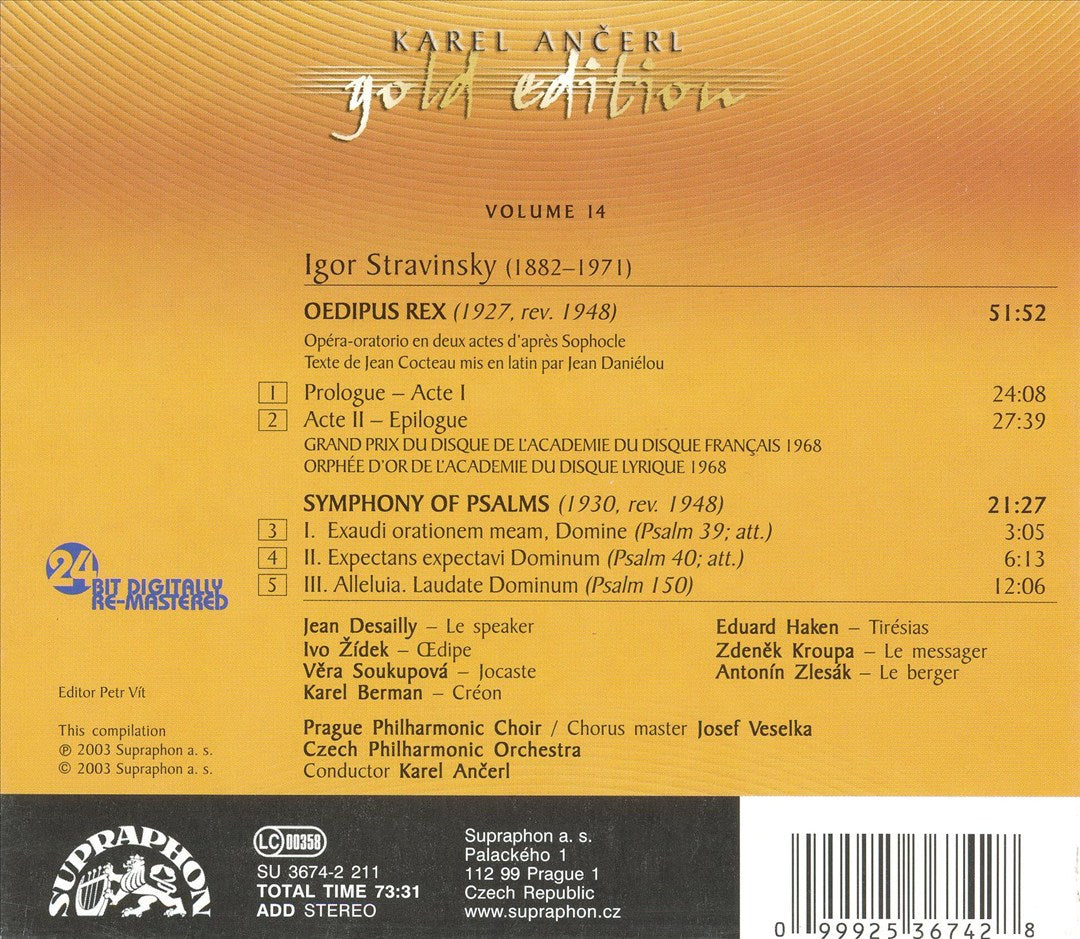 KAREL ANČERL
gold edition
VOLUME 14
Igor Stravinsky (1882–1971)
OEDIPUS REX (1927, rev. 1948) 51:52
Opéra-oratorio en deux actes d'après Sophocle
Texte de Jean Cocteau mis en latin par Jean Daniélou
1 Prologue – Acte I 24:08
2 Acte II – Epilogue 27:39
GRAND PRIX DU DISQUE DE L'ACADEMIE DU DISQUE FRANÇAIS 1968
ORPHÉE D'OR DE L'ACADEMIE DU DISQUE LYRIQUE 1968
SYMPHONY OF PSALMS (1930, rev. 1948) 21:27
3 I. Exaudi orationem meam, Domine (Psalm 39; att.) 3:05
4 II. Expectans expectavi Dominum (Psalm 40; att.) 6:13
5 III. Alleluia. Laudate Dominum (Psalm 150) 12:06
24
BIT DIGITALLY
RE-MASTERED
Jean Desailly – Le speaker
Ivo Žídek – Œdipe
Věra Soukupová – Jocaste
Karel Berman – Créon
Eduard Haken – Tirésias
Zdeněk Kroupa – Le messager
Antonín Zlesák – Le berger
Prague Philharmonic Choir / Chorus master Josef Veselka
Czech Philharmonic Orchestra
Conductor Karel Ančerl
Editor Petr Vít
This compilation
℗ 2003 Supraphon a. s.
© 2003 Supraphon a. s.
SUPRAPHON
LC 00358
SU 3674-2 211
TOTAL TIME 73:31
ADD STEREO
Supraphon a. s.
Palackého 1
112 99 Prague 1
Czech Republic
www.supraphon.cz
0 99925 36742 8